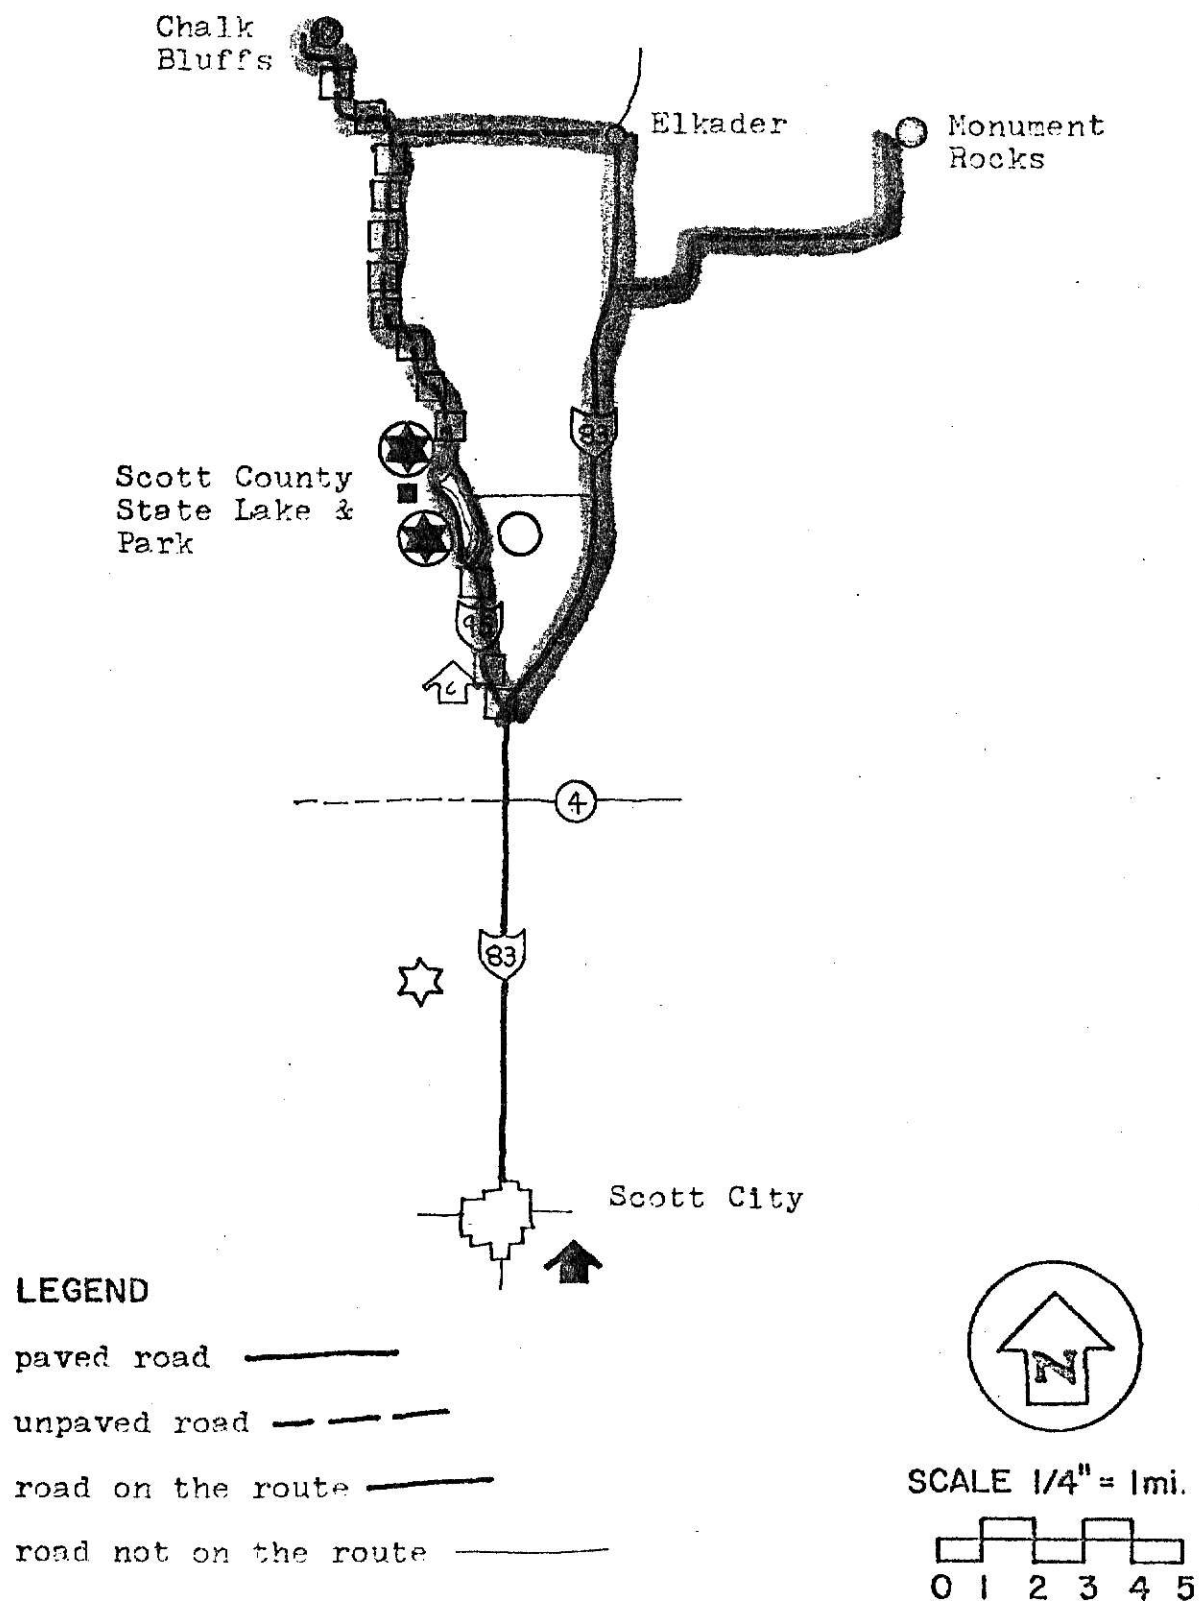 Chalk
Bluffs
Elkader
Monument
Rocks
83
Scott County
State Lake &
Park
95
c
4
83
Scott City
LEGEND
paved road
unpaved road
road on the route
road not on the route
N
SCALE 1/4" = 1mi.
0 1 2 3 4 5